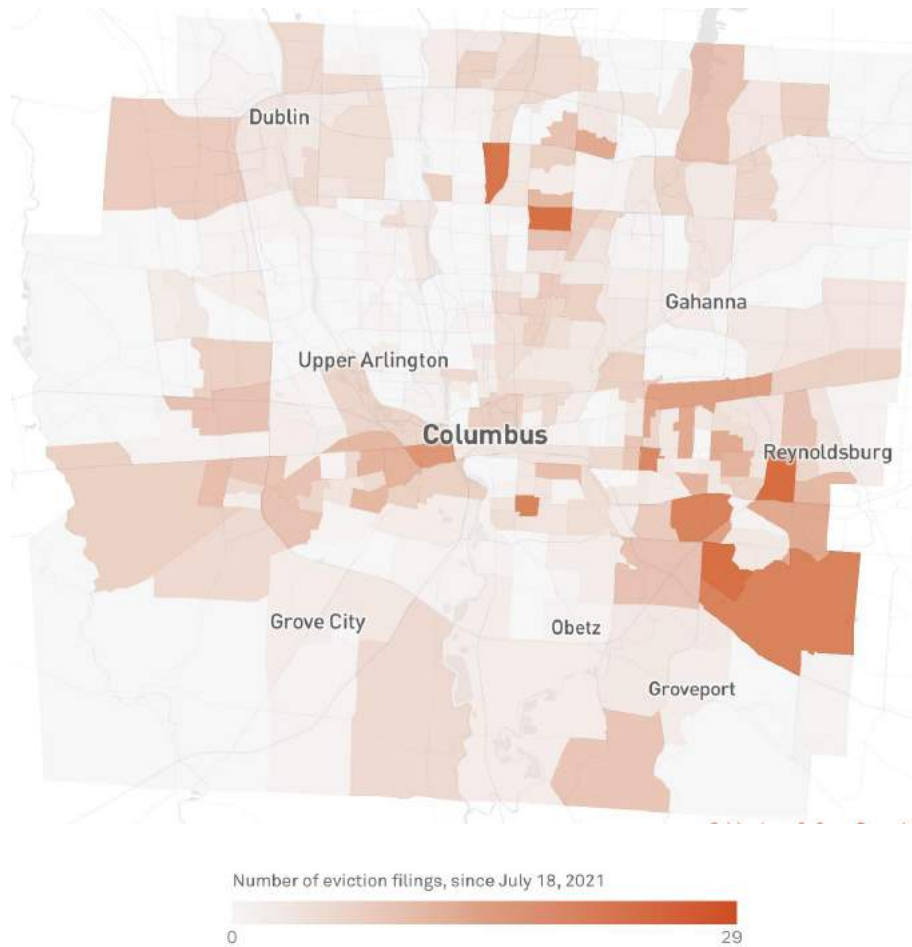 Dublin
Gahanna
Upper Arlington
Columbus
Reynoldsburg
Grove City
Obetz
Groveport
Number of eviction filings, since July 18, 2021
0
29